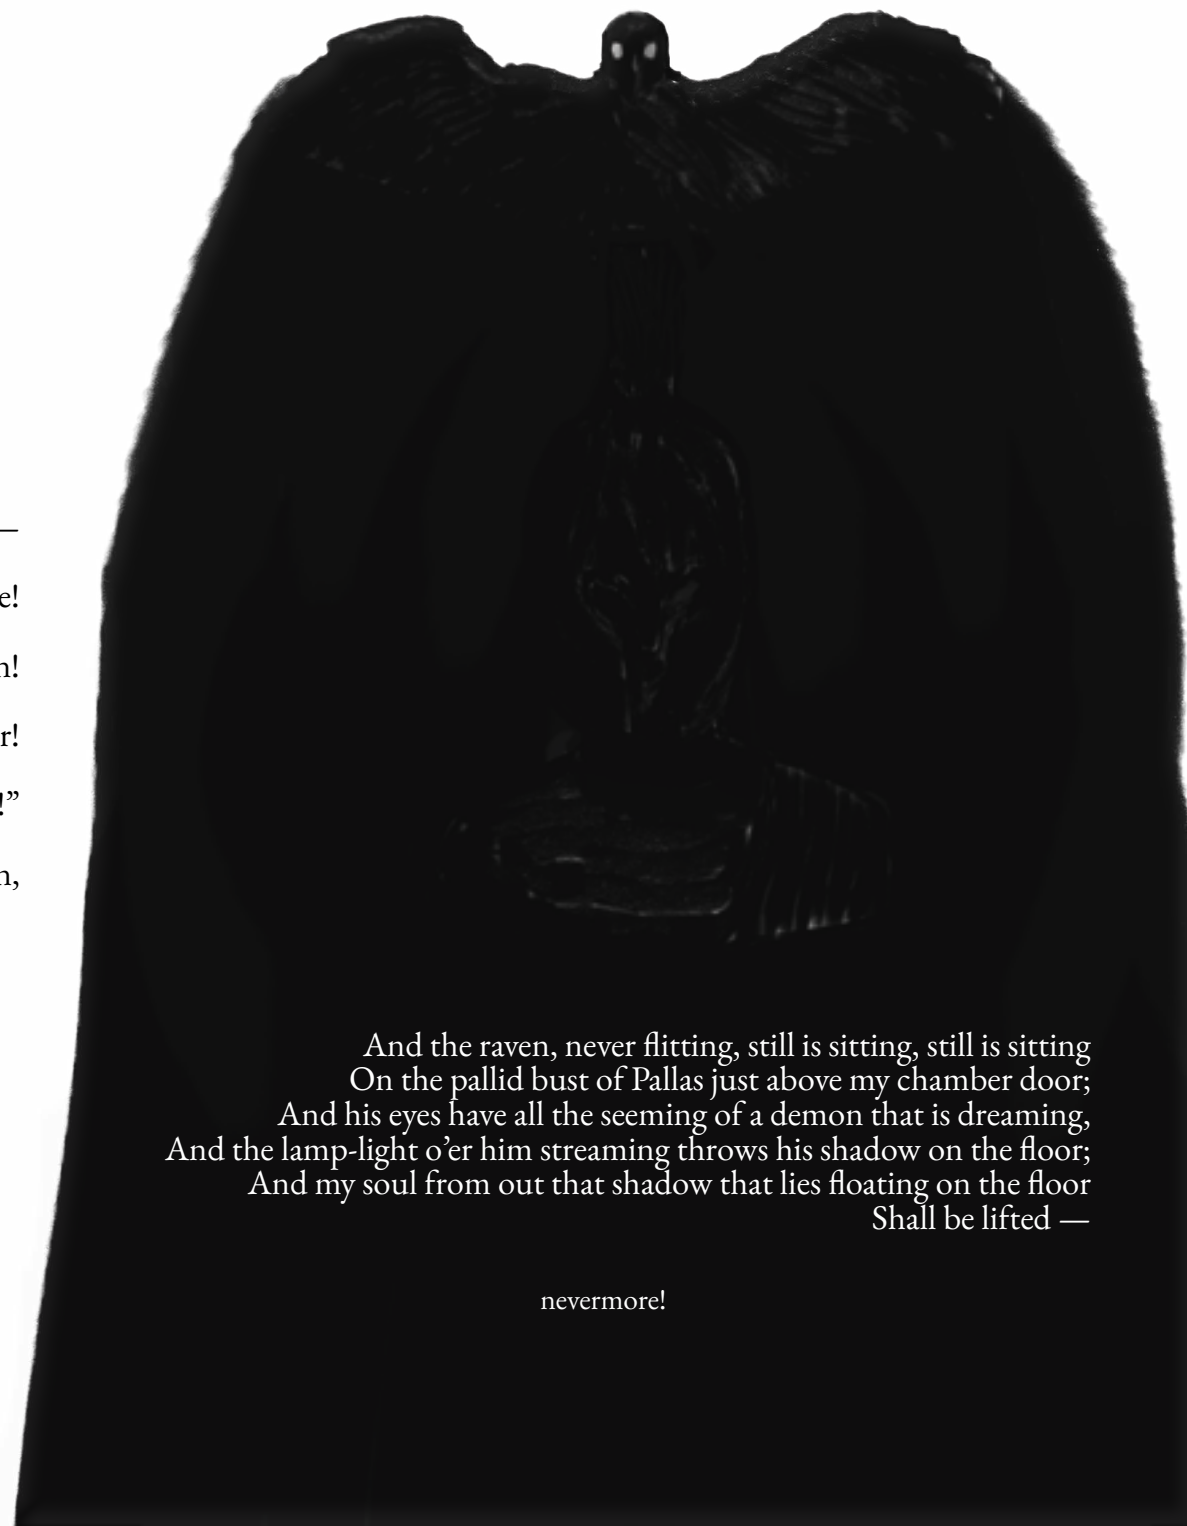 —
e!
n!
r!
!”
n,
And the raven, never flitting, still is sitting, still is sitting
On the pallid bust of Pallas just above my chamber door;
And his eyes have all the seeming of a demon that is dreaming,
And the lamp-light o’er him streaming throws his shadow on the floor;
And my soul from out that shadow that lies floating on the floor
Shall be lifted —
nevermore!